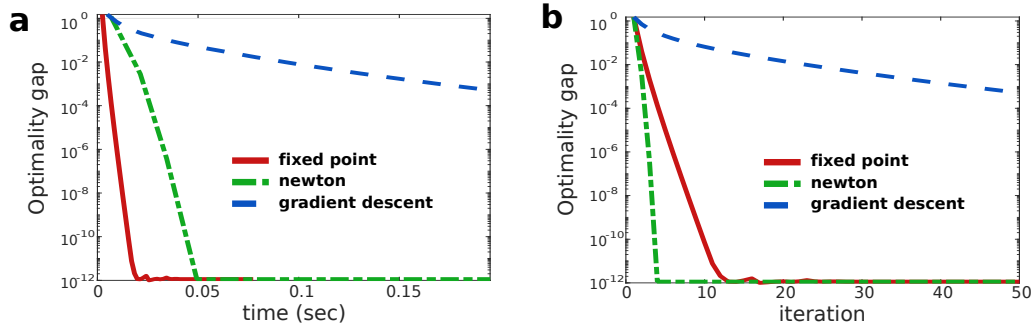 a
Optimality gap
10^0
10^-2
10^-4
10^-6
10^-8
10^-10
10^-12
fixed point
newton
gradient descent
0 0.05 0.1 0.15
time (sec)
b
Optimality gap
10^0
10^-2
10^-4
10^-6
10^-8
10^-10
10^-12
fixed point
newton
gradient descent
0 10 20 30 40 50
iteration